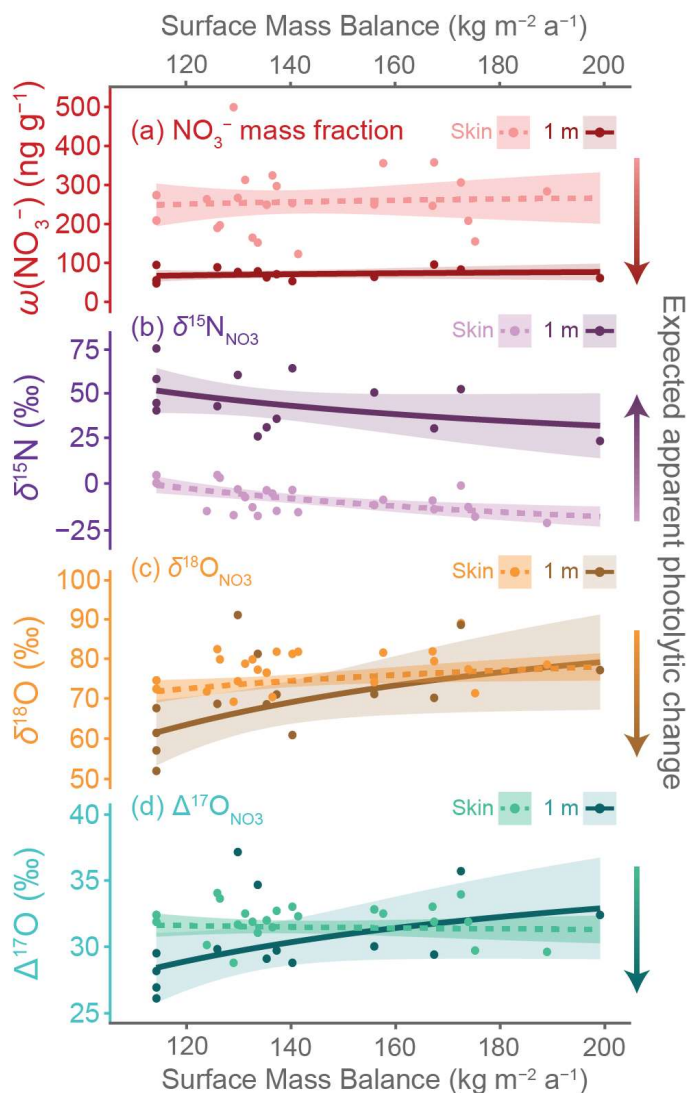 Surface Mass Balance (kg m⁻² a⁻¹)
120 140 160 180 200
(a) NO₃⁻ mass fraction
Skin 1 m
ω(NO₃⁻) (ng g⁻¹)
500
400
300
200
100
0
(b) δ¹⁵N_NO3
Skin 1 m
δ¹⁵N (‰)
75
50
25
0
−25
(c) δ¹⁸O_NO3
Skin 1 m
δ¹⁸O (‰)
100
90
80
70
60
50
(d) Δ¹⁷O_NO3
Skin 1 m
Δ¹⁷O (‰)
40
35
30
25
Expected apparent photolytic change
120 140 160 180 200
Surface Mass Balance (kg m⁻² a⁻¹)